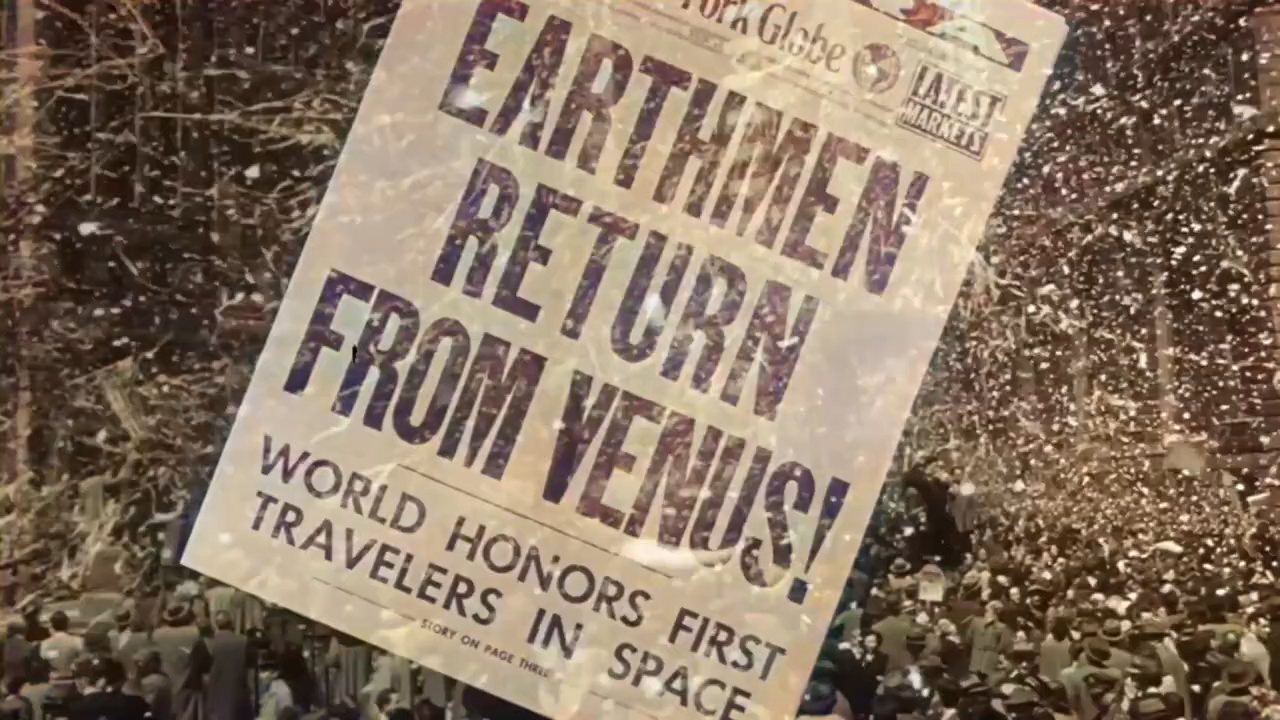 York Globe
LATEST
MARKETS
EARTHMEN
RETURN
FROM VENUS!
WORLD HONORS FIRST
TRAVELERS IN SPACE
STORY ON PAGE THREE